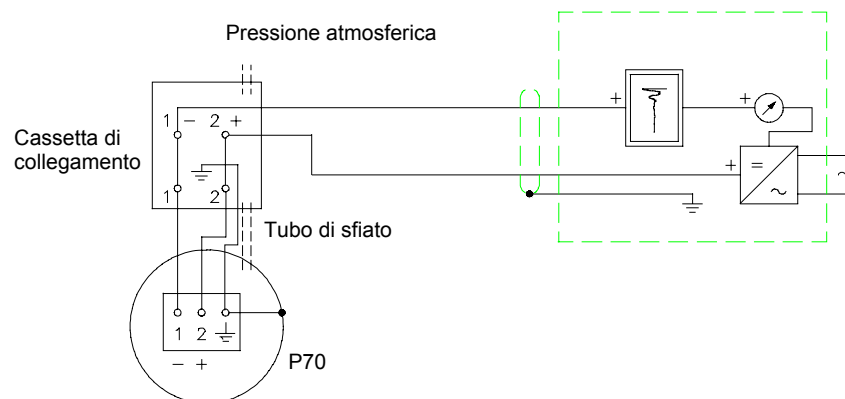 Pressione atmosferica
Cassetta di
collegamento
1 - 2 +
+
+
+
= ~
~
1 2
Tubo di sfiato
1 2
- +
P70